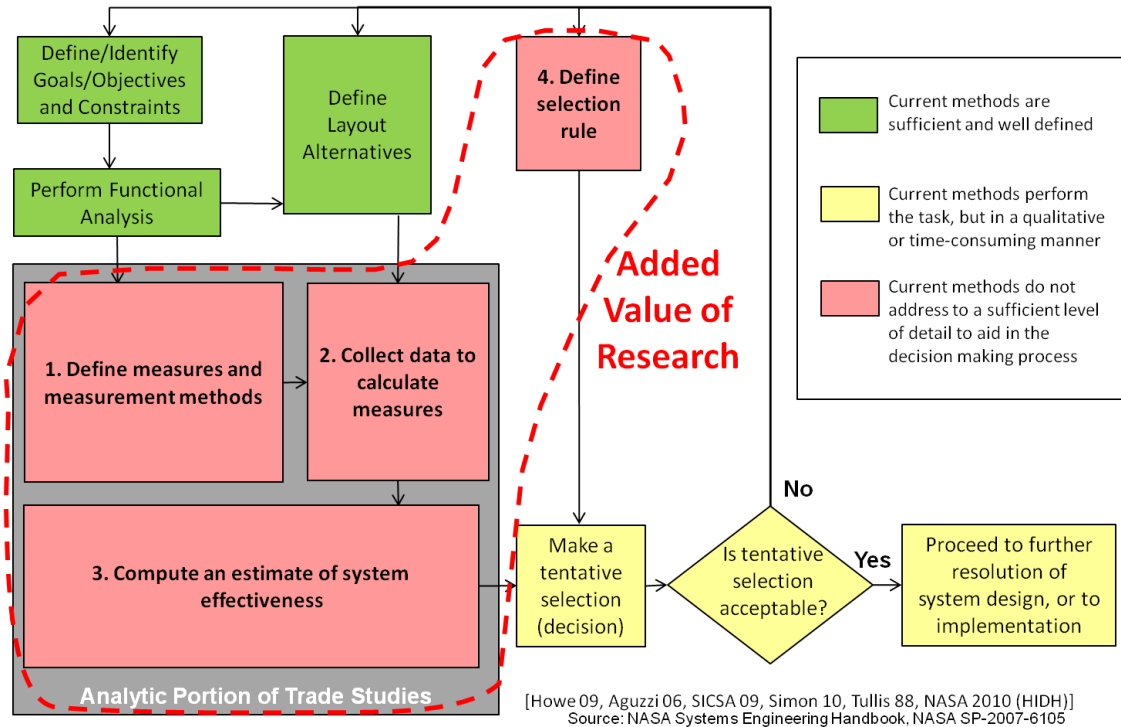 Define/Identify
Goals/Objectives
and Constraints
Define
Layout
Alternatives
4. Define
selection
rule
Perform Functional
Analysis
Current methods are
sufficient and well defined
Current methods perform
the task, but in a qualitative
or time-consuming manner
Current methods do not
address to a sufficient level
of detail to aid in the
decision making process
Added
Value of
Research
1. Define measures and
measurement methods
2. Collect data to
calculate
measures
3. Compute an estimate of system
effectiveness
Analytic Portion of Trade Studies
Make a
tentative
selection
(decision)
Is tentative
selection
acceptable?
No
Yes
Proceed to further
resolution of
system design, or to
implementation
[Howe 09, Aguzzi 06, SICSA 09, Simon 10, Tullis 88, NASA 2010 (HIDH)]
Source: NASA Systems Engineering Handbook, NASA SP-2007-6105